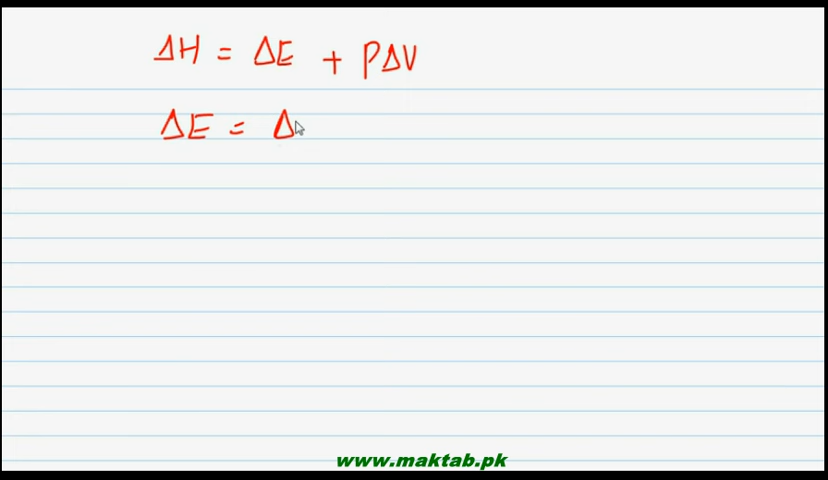 ΔH = ΔE + PΔV
ΔE = Δ
www.maktab.pk